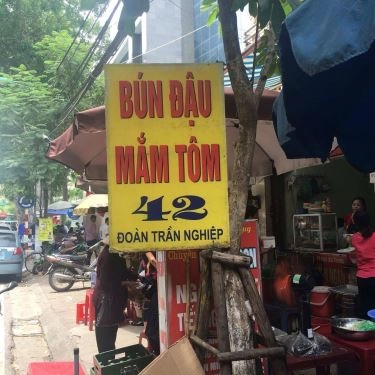 BÚN ĐẬU
MẮM TÔM
42
ĐOÀN TRẦN NGHIỆP